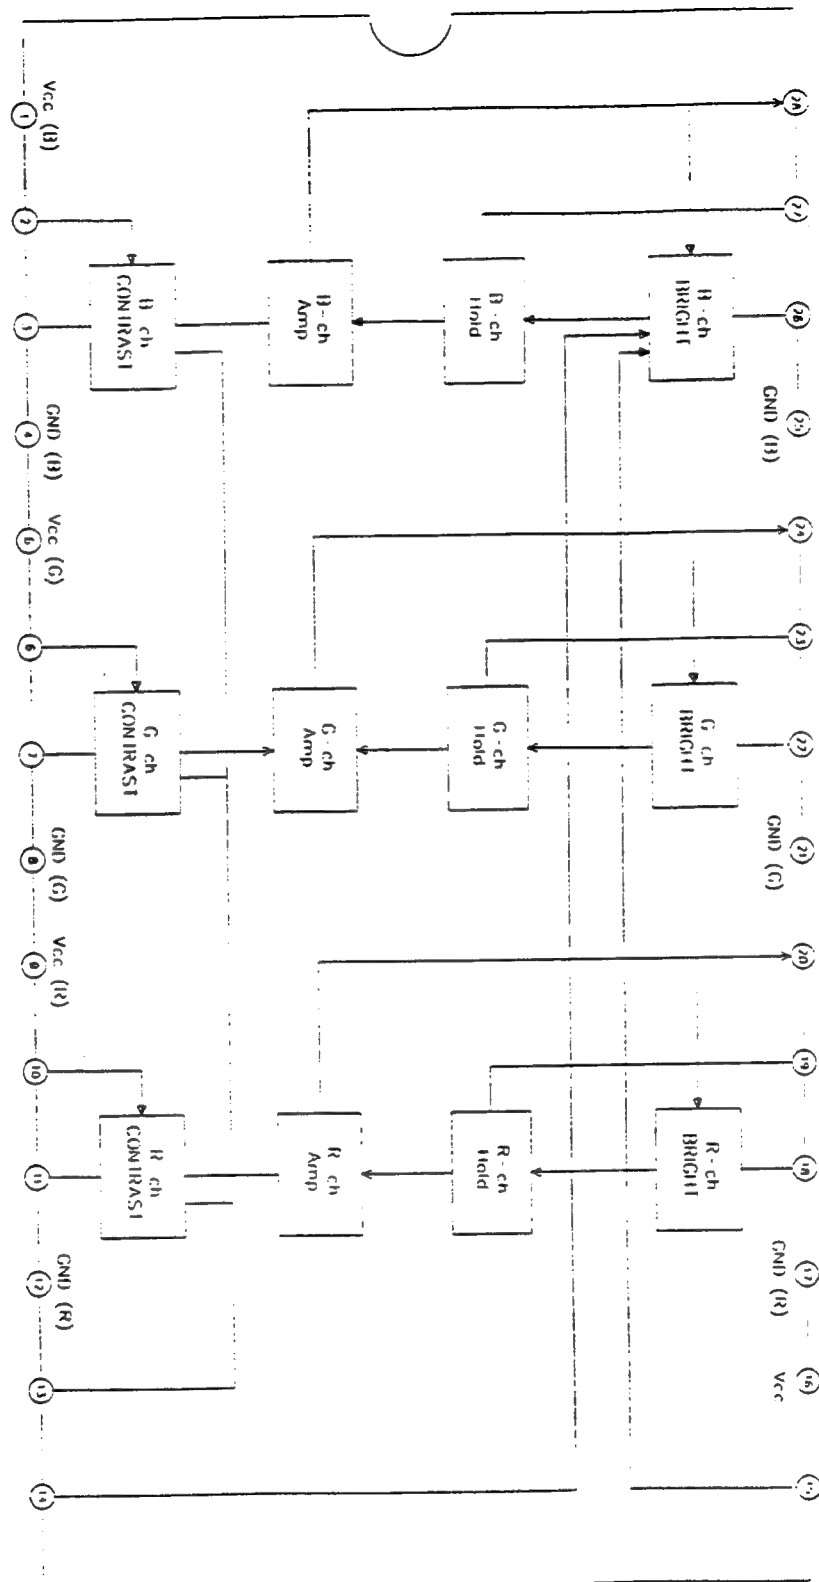 1
Vcc (B)
2
3
4
GND (B)
Vcc (G)
6
7
8
GND (G)
9
Vcc (R)
10
11
12
GND (R)
13
14
B ch
CONTRAST
B-ch
Amp
B-ch
Hold
B-ch
BRIGHT
G ch
CONTRAST
G-ch
Amp
G-ch
Hold
G ch
BRIGHT
R ch
CONTRAST
R ch
Amp
R-ch
Hold
R-ch
BRIGHT
27
25
GND (B)
24
23
22
21
GND (G)
20
19
18
17
GND (R)
16
Vcc